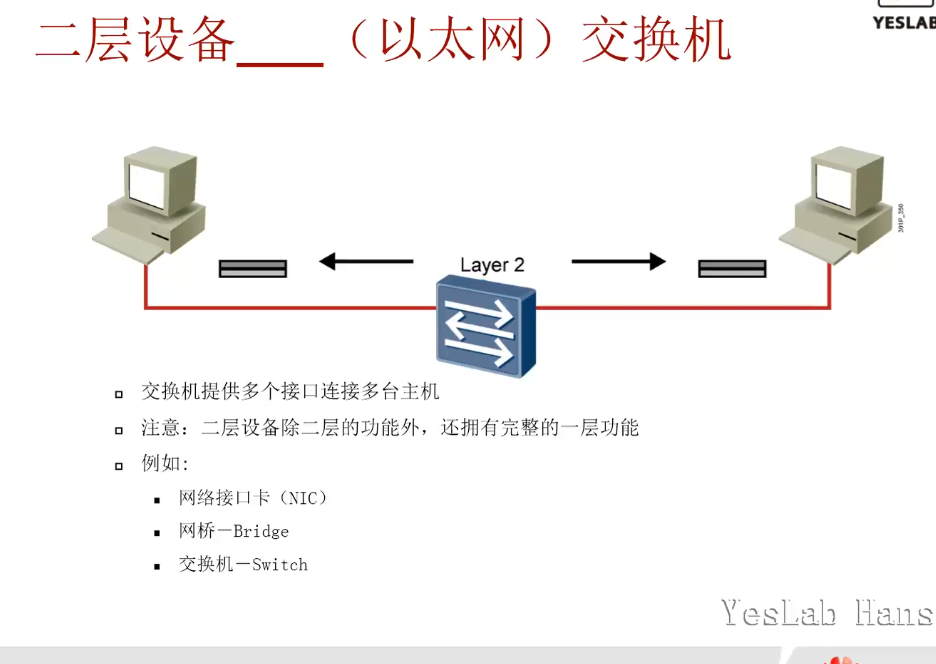 二层设备___（以太网）交换机
YESLAB
Layer 2
391P_350
交换机提供多个接口连接多台主机
注意：二层设备除二层的功能外，还拥有完整的一层功能
例如:
网络接口卡（NIC）
网桥－Bridge
交换机－Switch
YesLab Hans